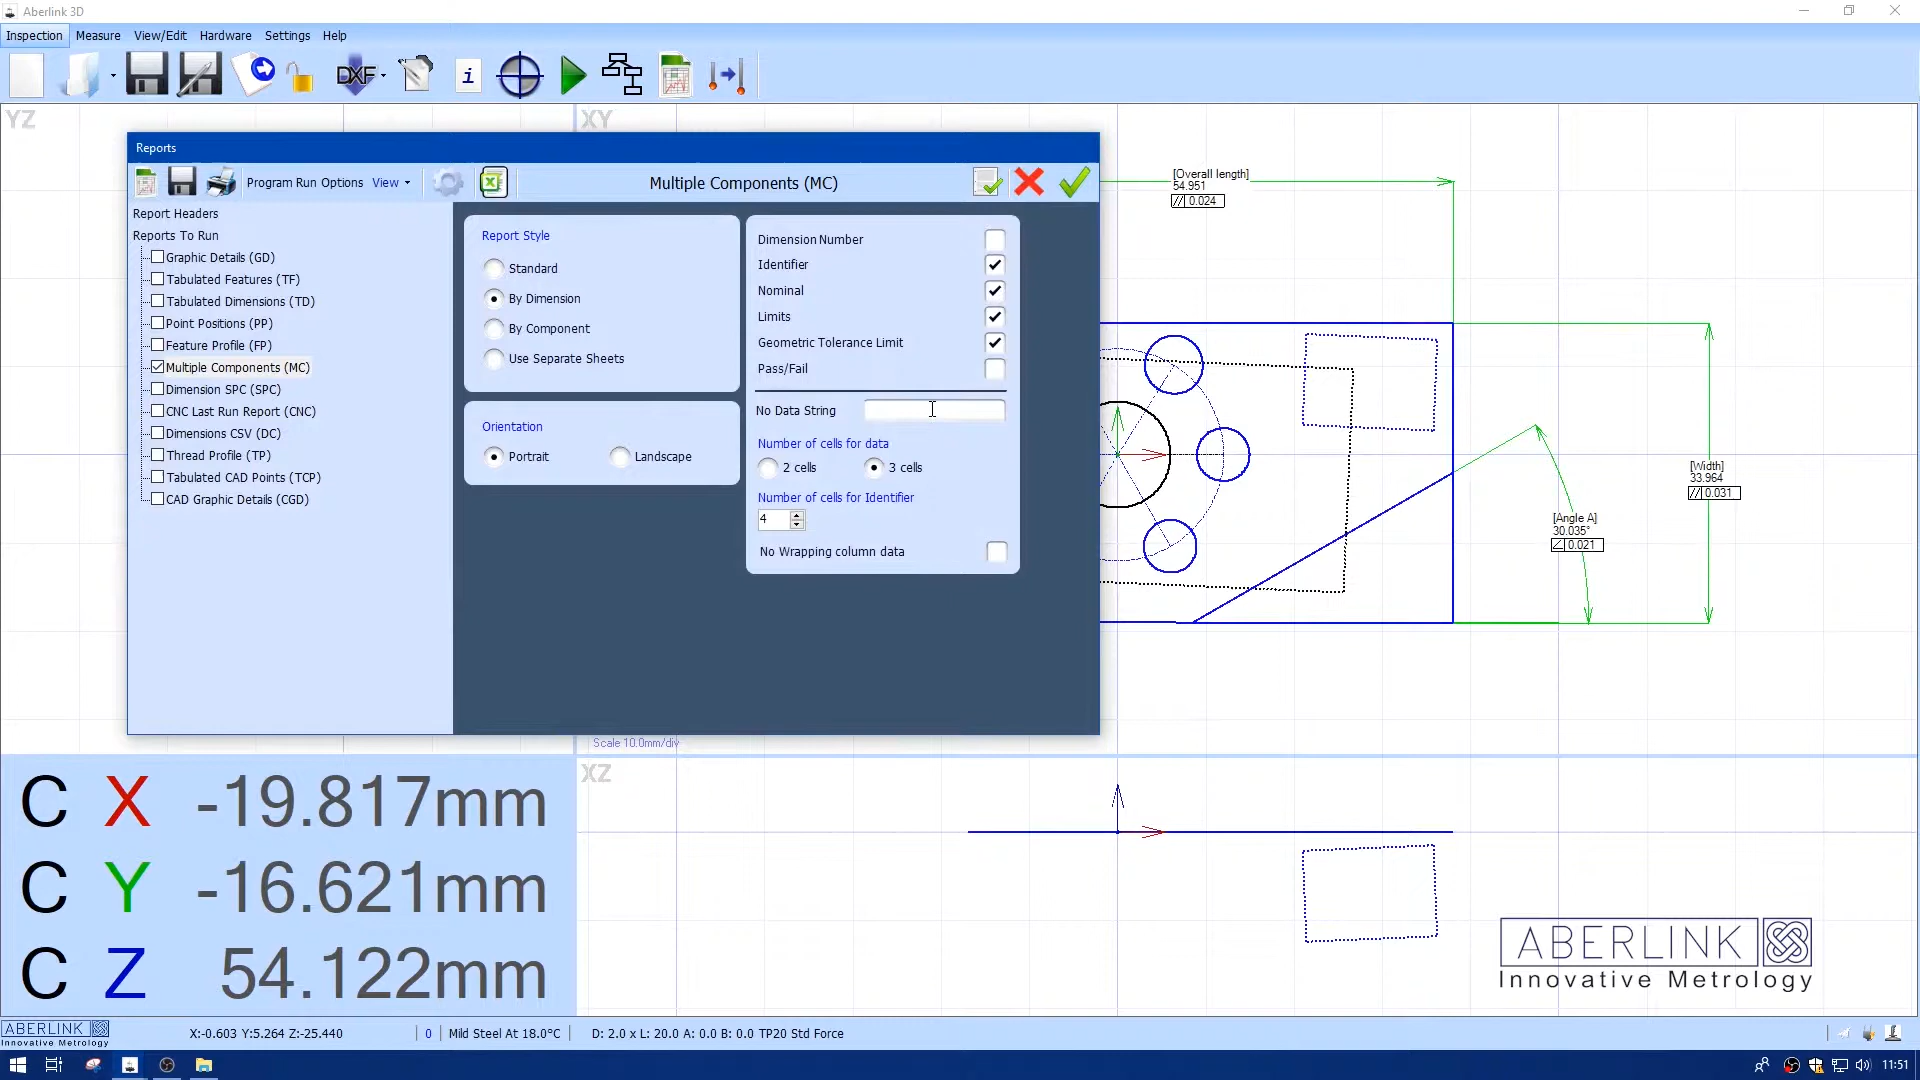 Aberlink 3D
Inspection Measure View/Edit Hardware Settings Help
DXF
i
YZ
XY
Reports
Program Run Options View
Multiple Components (MC)
Report Headers
Reports To Run
Graphic Details (GD)
Tabulated Features (TF)
Tabulated Dimensions (TD)
Point Positions (PP)
Feature Profile (FP)
Multiple Components (MC)
Dimension SPC (SPC)
CNC Last Run Report (CNC)
Dimensions CSV (DC)
Thread Profile (TP)
Tabulated CAD Points (TCP)
CAD Graphic Details (CGD)
Report Style
Standard
By Dimension
By Component
Use Separate Sheets
Orientation
Portrait Landscape
Dimension Number
Identifier
Nominal
Limits
Geometric Tolerance Limit
Pass/Fail
No Data String
Number of cells for data
2 cells 3 cells
Number of cells for Identifier
4
No Wrapping column data
[Overall length]
54.951
// 0.024
[Width]
33.964
// 0.031
[Angle A]
30.035°
∠ 0.021
Scale 10.0mm/div
XZ
C X -19.817mm
C Y -16.621mm
C Z 54.122mm
ABERLINK
Innovative Metrology
ABERLINK
Innovative Metrology
X:-0.603 Y:5.264 Z:-25.440 0 Mild Steel At 18.0°C D: 2.0 x L: 20.0 A: 0.0 B: 0.0 TP20 Std Force
11:51